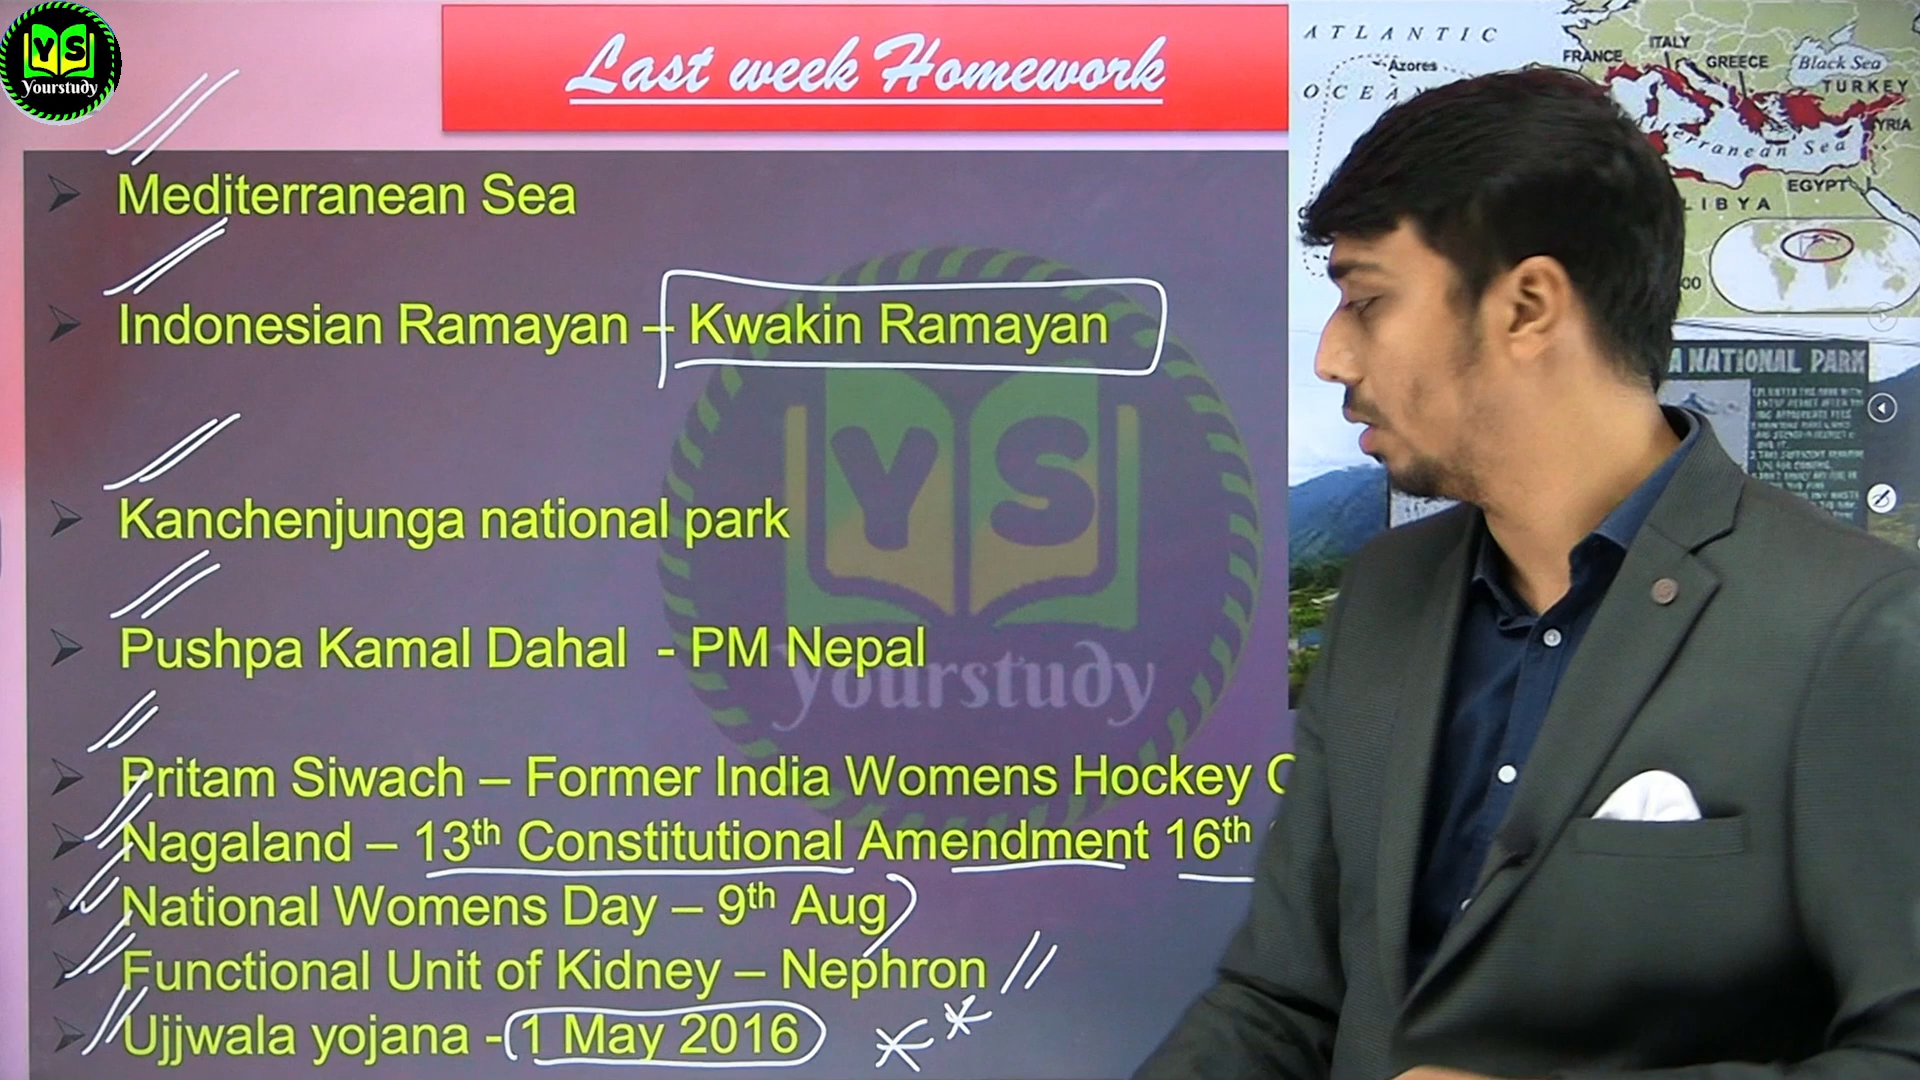 YS
Yourstudy
Last week Homework
Mediterranean Sea
Indonesian Ramayan – Kwakin Ramayan
Kanchenjunga national park
Pushpa Kamal Dahal - PM Nepal
Pritam Siwach – Former India Womens Hockey
Nagaland – 13th Constitutional Amendment 16th
National Womens Day – 9th Aug
Functional Unit of Kidney – Nephron
Ujjwala yojana - 1 May 2016
YS
Yourstudy
ATLANTIC
Azores
FRANCE
ITALY
GREECE
Black Sea
TURKEY
Sea
EGYPT
LIBYA
NATIONAL PARK